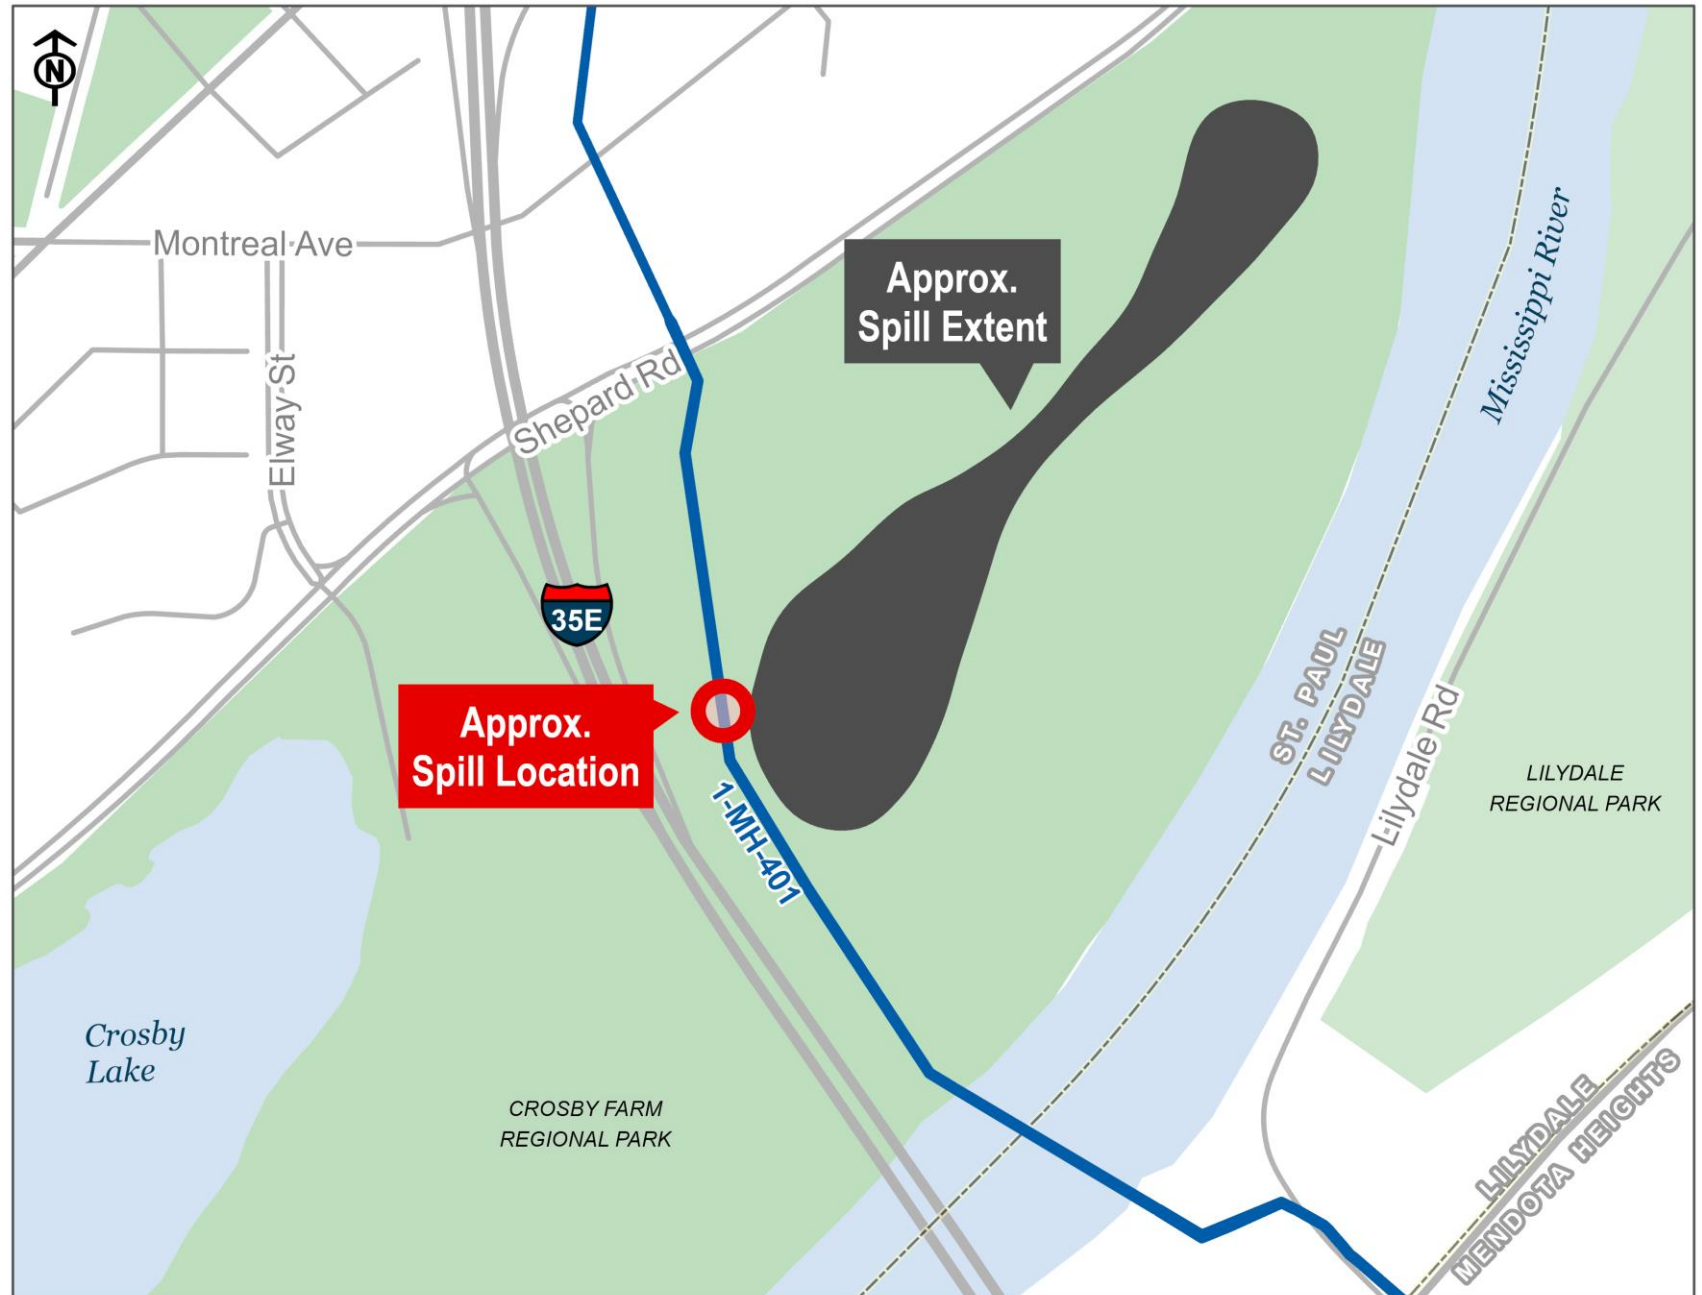 N
Montreal Ave
Elway St
Shepard Rd
Approx.
Spill Extent
Mississippi River
35E
Approx.
Spill Location
1-MH-401
ST. PAUL
LILYDALE
Lilydale Rd
LILYDALE
REGIONAL PARK
Crosby
Lake
CROSBY FARM
REGIONAL PARK
LILYDALE
MENDOTA HEIGHTS